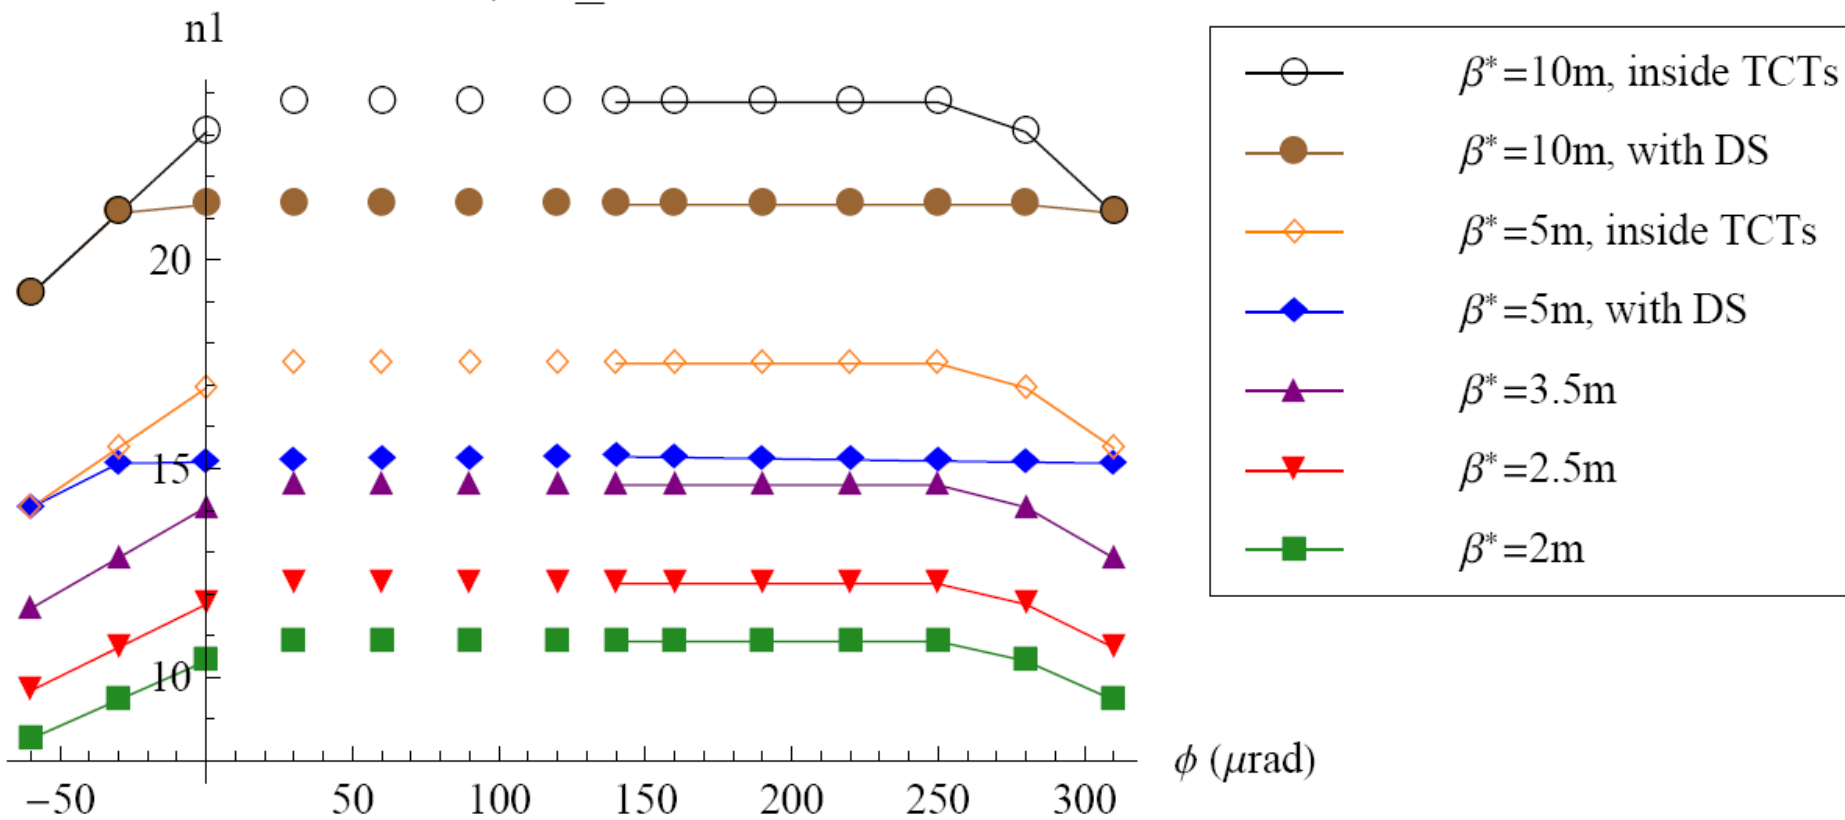 n1
β*=10m, inside TCTs
β*=10m, with DS
β*=5m, inside TCTs
β*=5m, with DS
β*=3.5m
β*=2.5m
β*=2m
20
15
10
−50
50
100
150
200
250
300
ϕ (μrad)